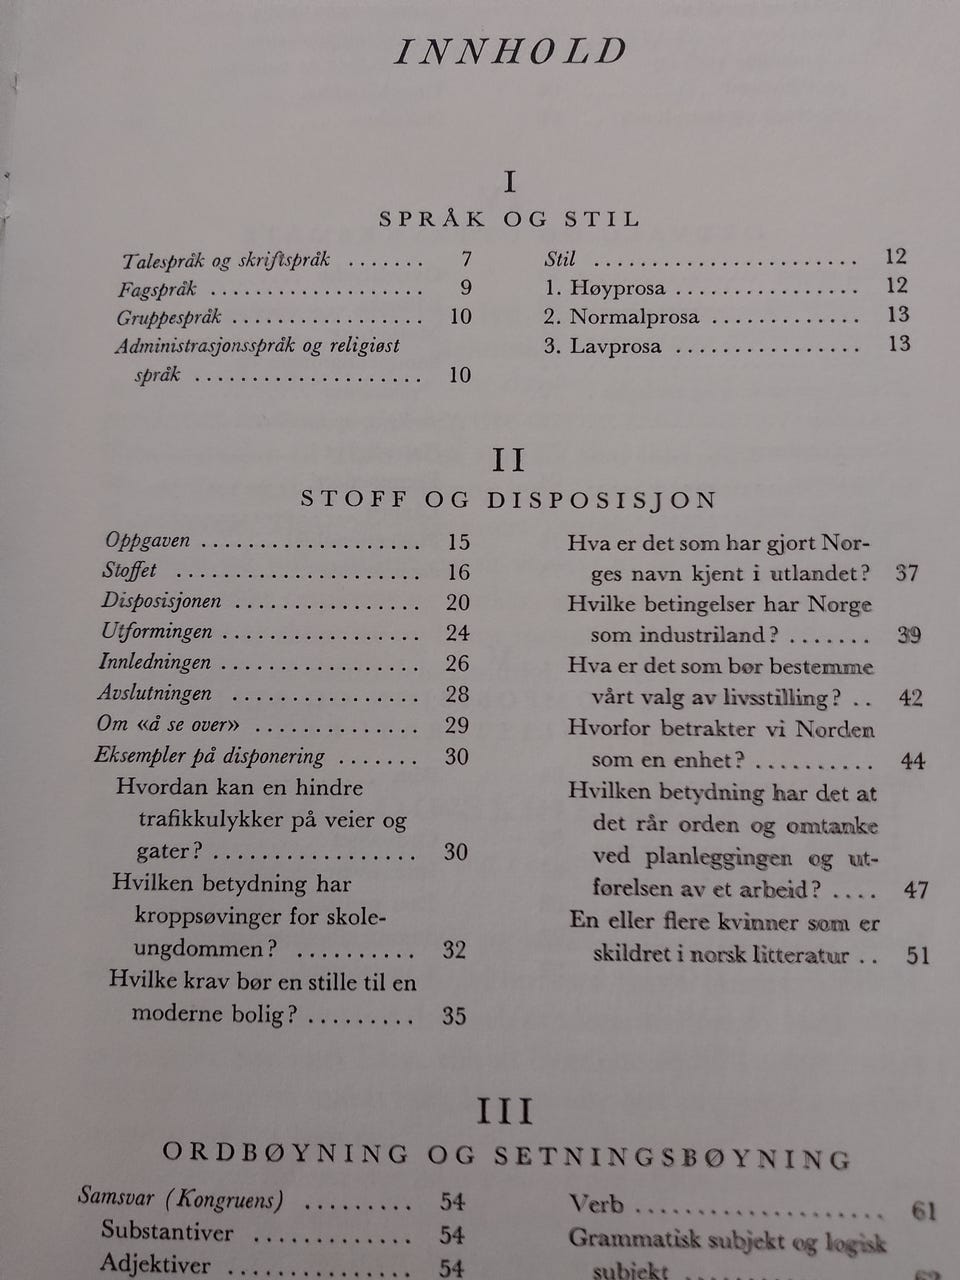 INNHOLD
I
SPRÅK OG STIL
Talespråk og skriftspråk ....... 7
Fagspråk .................. 9
Gruppespråk ................ 10
Administrasjonsspråk og religiøst
språk .................... 10
Stil ....................... 12
1. Høyprosa ................ 12
2. Normalprosa ............. 13
3. Lavprosa ................ 13
II
STOFF OG DISPOSISJON
Oppgaven ................... 15
Stoffet ..................... 16
Disposisjonen ................ 20
Utformingen ................. 24
Innledningen ................. 26
Avslutningen ................ 28
Om «å se over» .............. 29
Eksempler på disponering ....... 30
Hvordan kan en hindre
trafikkulykker på veier og
gater? .................. 30
Hvilken betydning har
kroppsøvinger for skole-
ungdommen? .......... 32
Hvilke krav bør en stille til en
moderne bolig? ......... 35
Hva er det som har gjort Nor-
ges navn kjent i utlandet? 37
Hvilke betingelser har Norge
som industriland? ....... 39
Hva er det som bør bestemme
vårt valg av livsstilling? .. 42
Hvorfor betrakter vi Norden
som en enhet? .......... 44
Hvilken betydning har det at
det rår orden og omtanke
ved planleggingen og ut-
førelsen av et arbeid? .... 47
En eller flere kvinner som er
skildret i norsk litteratur .. 51
III
ORDBØYNING OG SETNINGSBØYNING
Samsvar (Kongruens) ......... 54
Substantiver ............. 54
Adjektiver ............... 54
Verb ..................... 61
Grammatisk subjekt og logisk
subjekt .............